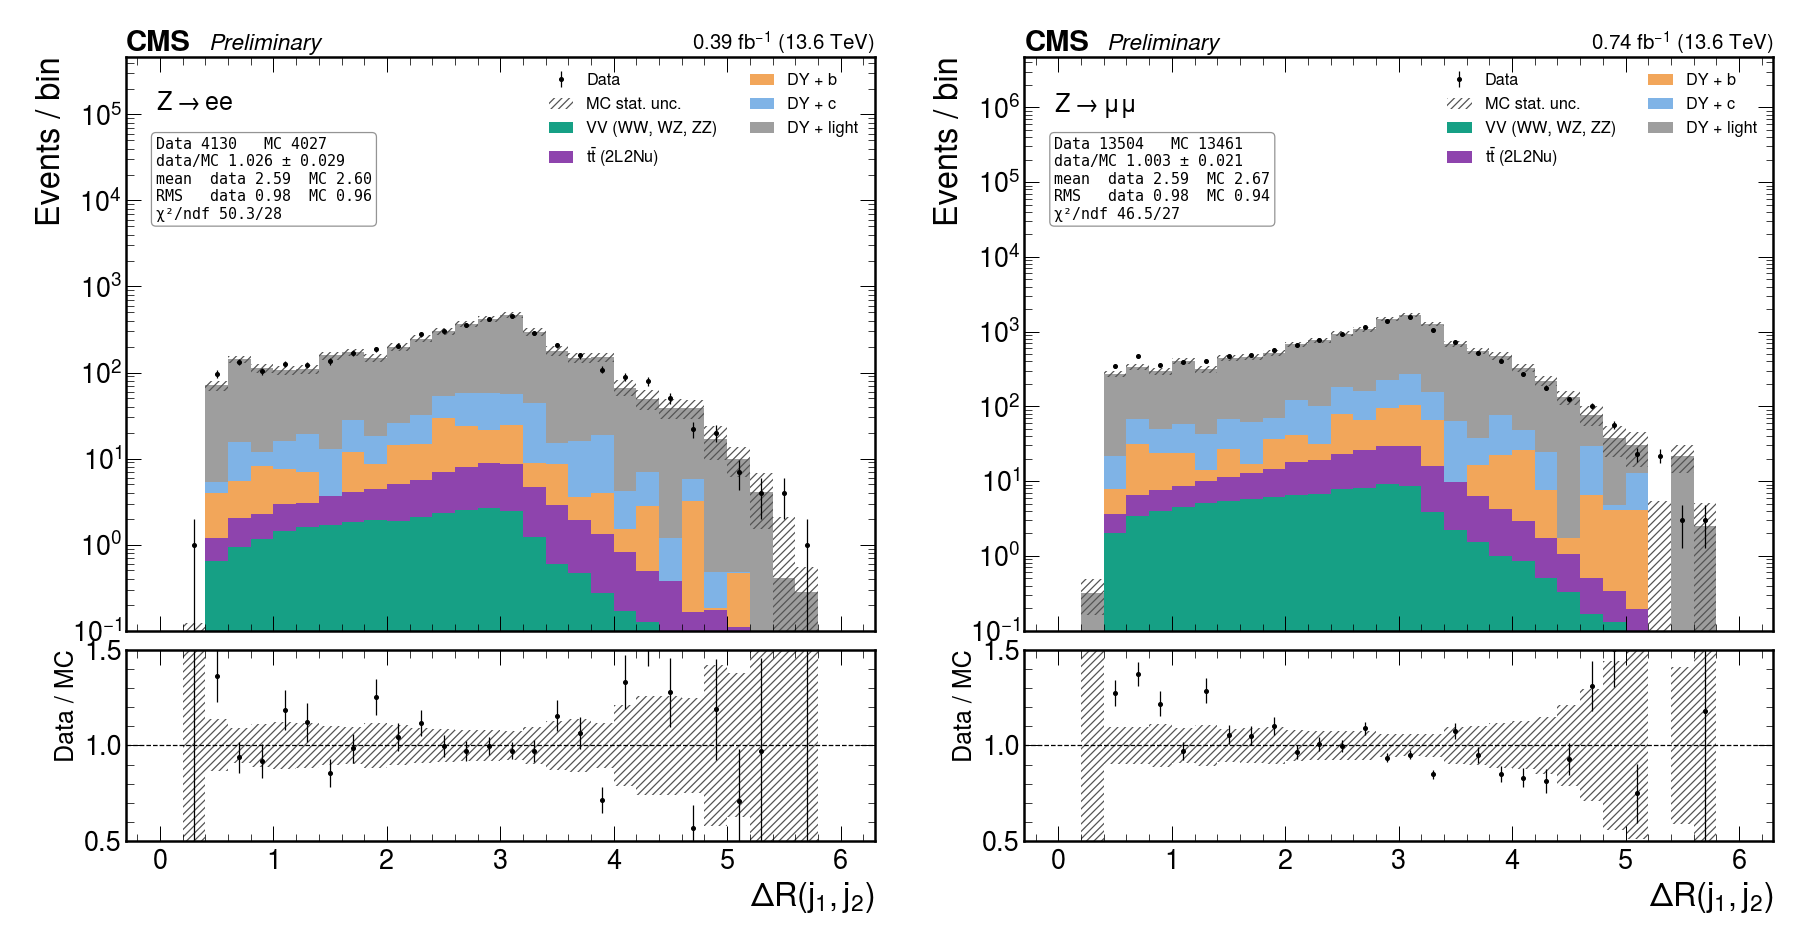 CMS Preliminary 0.39 fb⁻¹ (13.6 TeV)
Events / bin
Z → ee
Data 4130 MC 4027
data/MC 1.026 ± 0.029
mean data 2.59 MC 2.60
RMS data 0.98 MC 0.96
χ²/ndf 50.3/28
Data
MC stat. unc.
VV (WW, WZ, ZZ)
tt̄ (2L2Nu)
DY + b
DY + c
DY + light
10⁵
10⁴
10³
10²
10¹
10⁰
10⁻¹
Data / MC
1.5
1.0
0.5
0 1 2 3 4 5 6
ΔR(j₁, j₂)
CMS Preliminary 0.74 fb⁻¹ (13.6 TeV)
Events / bin
Z → μμ
Data 13504 MC 13461
data/MC 1.003 ± 0.021
mean data 2.59 MC 2.67
RMS data 0.98 MC 0.94
χ²/ndf 46.5/27
Data
MC stat. unc.
VV (WW, WZ, ZZ)
tt̄ (2L2Nu)
DY + b
DY + c
DY + light
10⁶
10⁵
10⁴
10³
10²
10¹
10⁰
10⁻¹
Data / MC
1.5
1.0
0.5
0 1 2 3 4 5 6
ΔR(j₁, j₂)